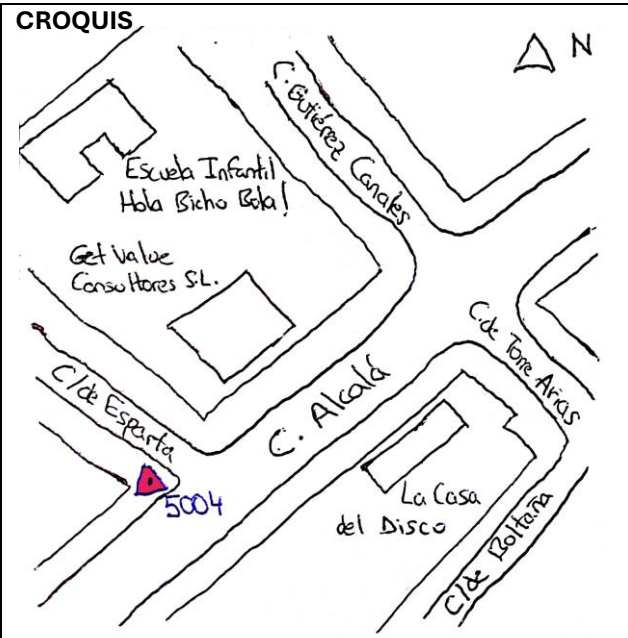 CROQUIS
N
C. Gutiérrez Canales
Escuela Infantil
Hola Bicho Bola!
Get Value
Consultores S.L.
C. de Torre Arias
C/ de Esparta
C. Alcalá
5004
La Casa
del Disco
C/ de Boltaña